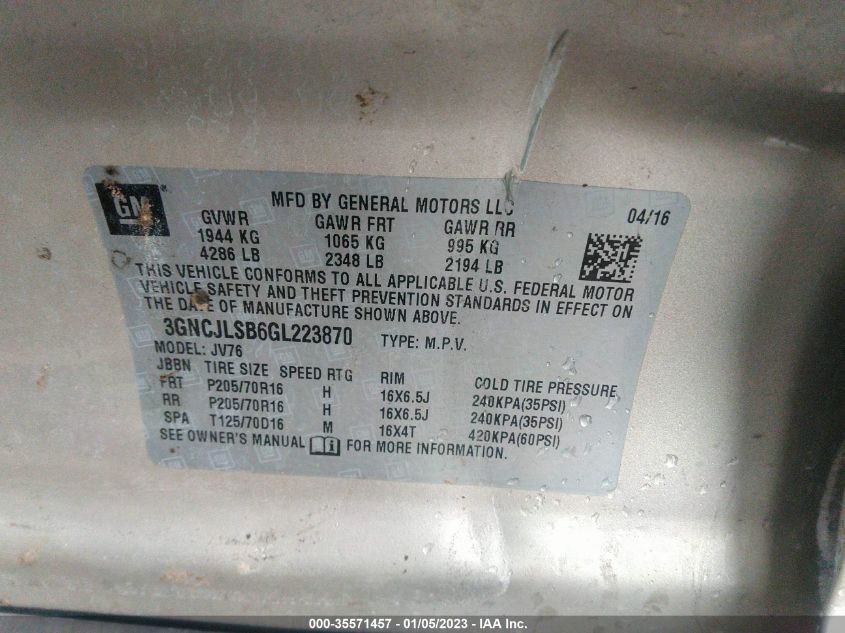 GM ®
MFD BY GENERAL MOTORS LLC 04/16
GVWR GAWR FRT GAWR RR
1944 KG 1065 KG 995 KG
4286 LB 2348 LB 2194 LB
THIS VEHICLE CONFORMS TO ALL APPLICABLE U.S. FEDERAL MOTOR
VEHICLE SAFETY AND THEFT PREVENTION STANDARDS IN EFFECT ON
THE DATE OF MANUFACTURE SHOWN ABOVE.
3GNCJLSB6GL223870 TYPE: M.P.V.
MODEL: JV76
JBBN TIRE SIZE SPEED RTG RIM COLD TIRE PRESSURE
FRT P205/70R16 H 16X6.5J 240KPA(35PSI)
RR P205/70R16 H 16X6.5J 240KPA(35PSI)
SPA T125/70D16 M 16X4T 420KPA(60PSI)
SEE OWNER'S MANUAL FOR MORE INFORMATION.
000-35571457 - 01/05/2023 - IAA Inc.